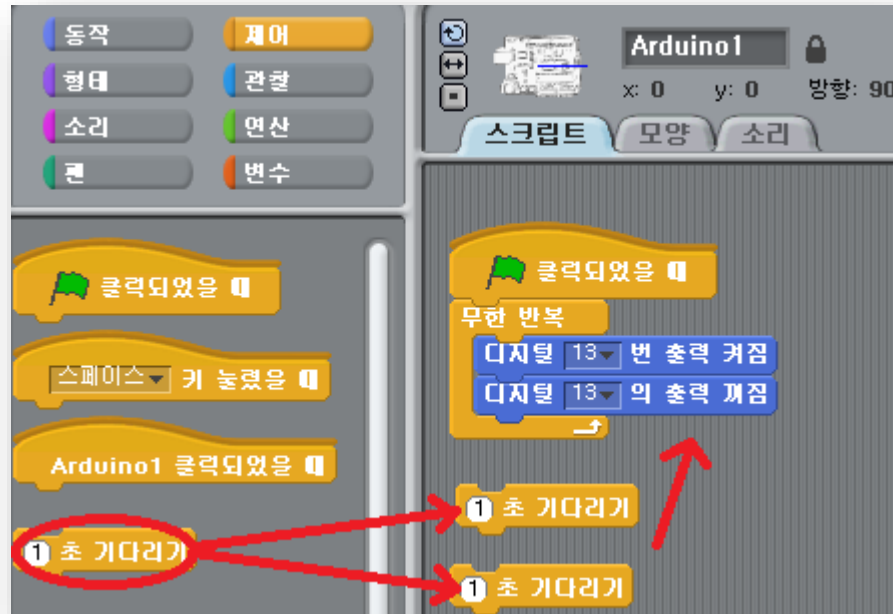 동작
제어
형태
관찰
소리
연산
펜
변수
Arduino1
x: 0 y: 0 방향: 90
스크립트 모양 소리
클릭되었을 때
스페이스 키 눌렸을 때
Arduino1 클릭되었을 때
1 초 기다리기
클릭되었을 때
무한 반복
디지털 13 번 출력 켜짐
디지털 13 의 출력 꺼짐
1 초 기다리기
1 초 기다리기